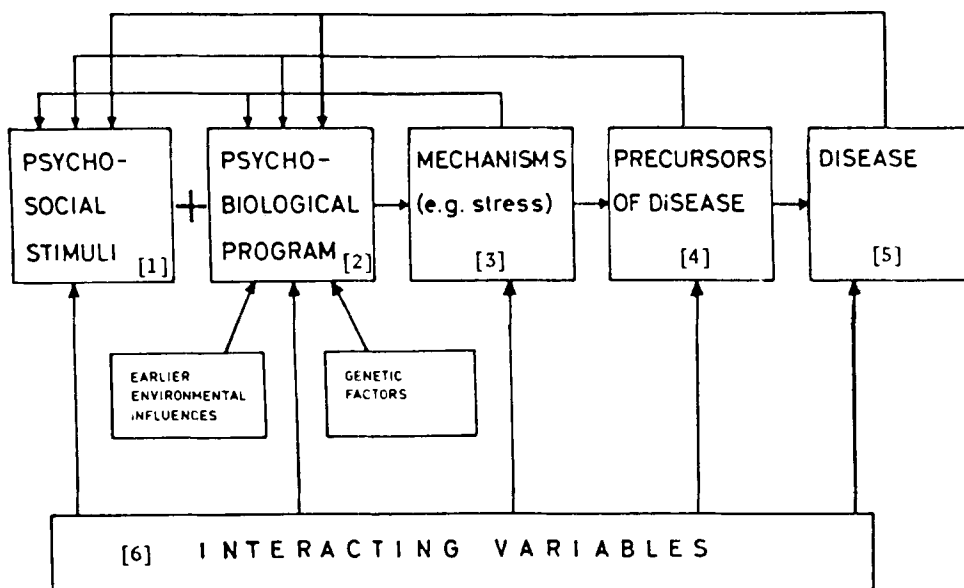 PSYCHO-
SOCIAL
STIMULI [1]
+
PSYCHO-
BIOLOGICAL
PROGRAM [2]
MECHANISMS
(e.g. stress)
[3]
PRECURSORS
OF DiSEASE
[4]
DISEASE
[5]
EARLIER
ENVIRONMENTAL
INFLUENCES
GENETIC
FACTORS
[6] INTERACTING VARIABLES